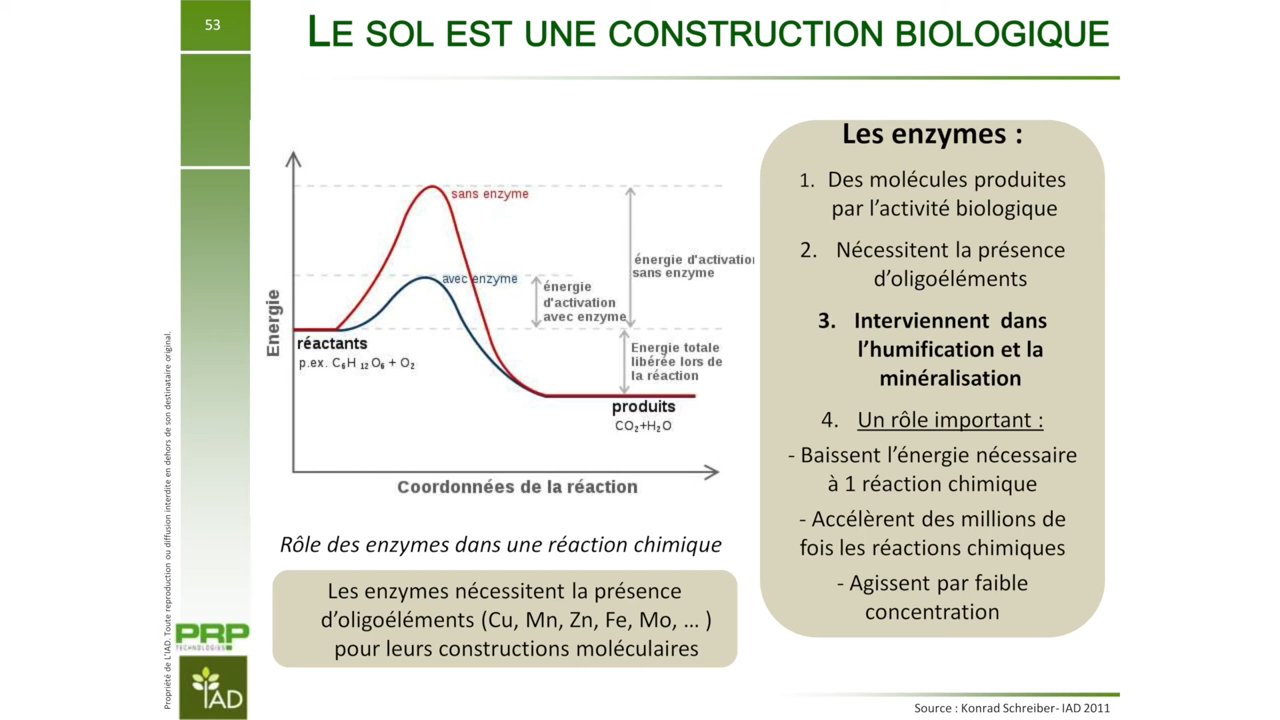 53
LE SOL EST UNE CONSTRUCTION BIOLOGIQUE
Energie
sans enzyme
avec enzyme
énergie
d'activation
avec enzyme
énergie d'activation
sans enzyme
réactants
p.ex. C₆H₁₂O₆ + O₂
Energie totale
libérée lors de
la réaction
produits
CO₂+H₂O
Coordonnées de la réaction
Rôle des enzymes dans une réaction chimique
Les enzymes nécessitent la présence
d'oligoéléments (Cu, Mn, Zn, Fe, Mo, … )
pour leurs constructions moléculaires
Les enzymes :
1. Des molécules produites
par l'activité biologique
2. Nécessitent la présence
d'oligoéléments
3. Interviennent dans
l'humification et la
minéralisation
4. Un rôle important :
- Baissent l'énergie nécessaire
à 1 réaction chimique
- Accélèrent des millions de
fois les réactions chimiques
- Agissent par faible
concentration
Propriété de L'IAD. Toute reproduction ou diffusion interdite en dehors de son destinataire original.
PRP
TECHNOLOGIES
IAD
Source : Konrad Schreiber- IAD 2011